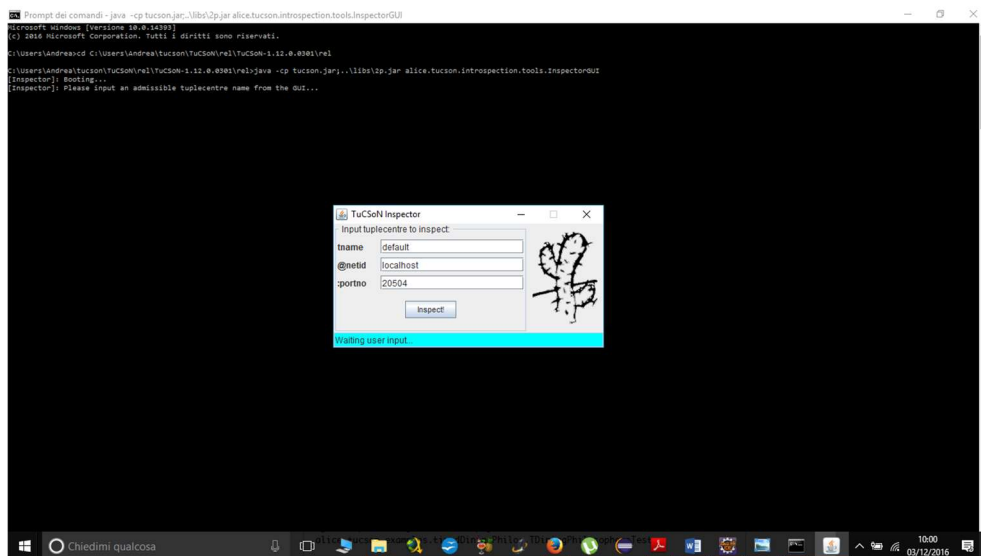 Prompt dei comandi - java -cp tucson.jar;..\libs\2p.jar alice.tucson.introspection.tools.InspectorGUI
Microsoft Windows [Versione 10.0.14393]
(c) 2016 Microsoft Corporation. Tutti i diritti sono riservati.
C:\Users\Andrea>cd C:\Users\Andrea\tucson\TuCSoN\rel\TuCSoN-1.12.0.0301\rel
C:\Users\Andrea\tucson\TuCSoN\rel\TuCSoN-1.12.0.0301\rel>java -cp tucson.jar;..\libs\2p.jar alice.tucson.introspection.tools.InspectorGUI
[Inspector]: Booting...
[Inspector]: Please input an admissible tuplecentre name from the GUI...
TuCSoN Inspector
Input tuplecentre to inspect:
tname default
@netid localhost
:portno 20504
Inspect!
Waiting user input...
Chiedimi qualcosa
10:00
03/12/2016